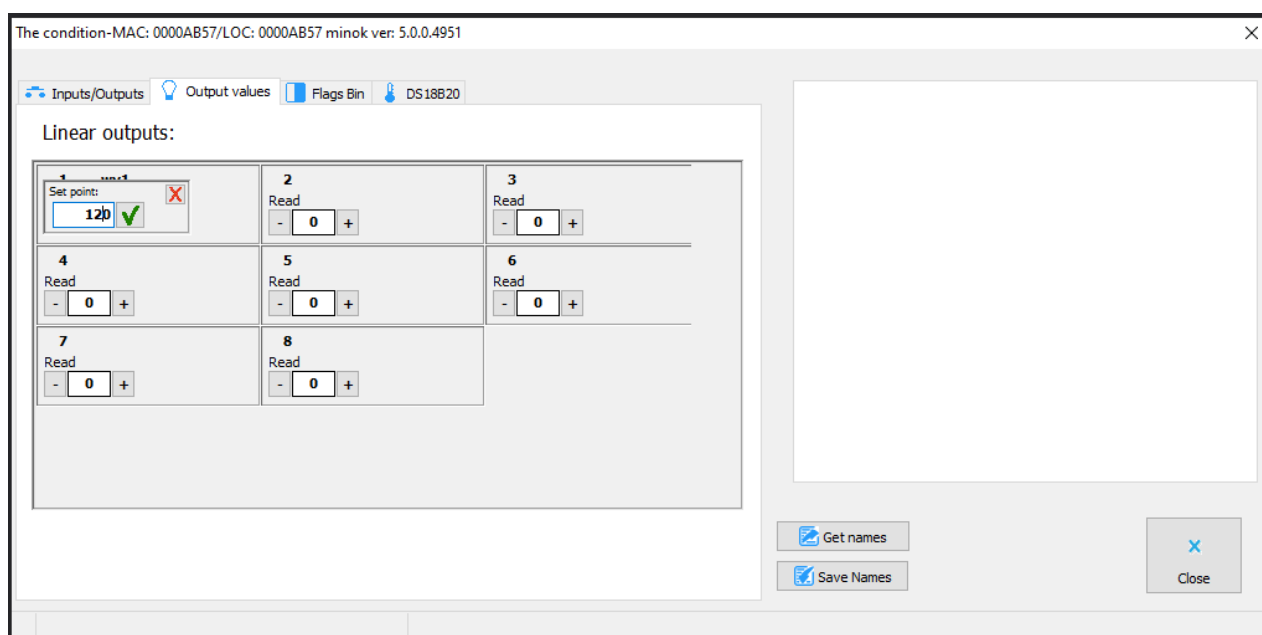 The condition-MAC: 0000AB57/LOC: 0000AB57 minok ver: 5.0.0.4951
Inputs/Outputs Output values Flags Bin DS18B20
Linear outputs:
1 2 3
Set point:
120
Read Read
- 0 + - 0 +
4 5 6
Read Read Read
- 0 + - 0 + - 0 +
7 8
Read Read
- 0 + - 0 +
Get names
Save Names
Close